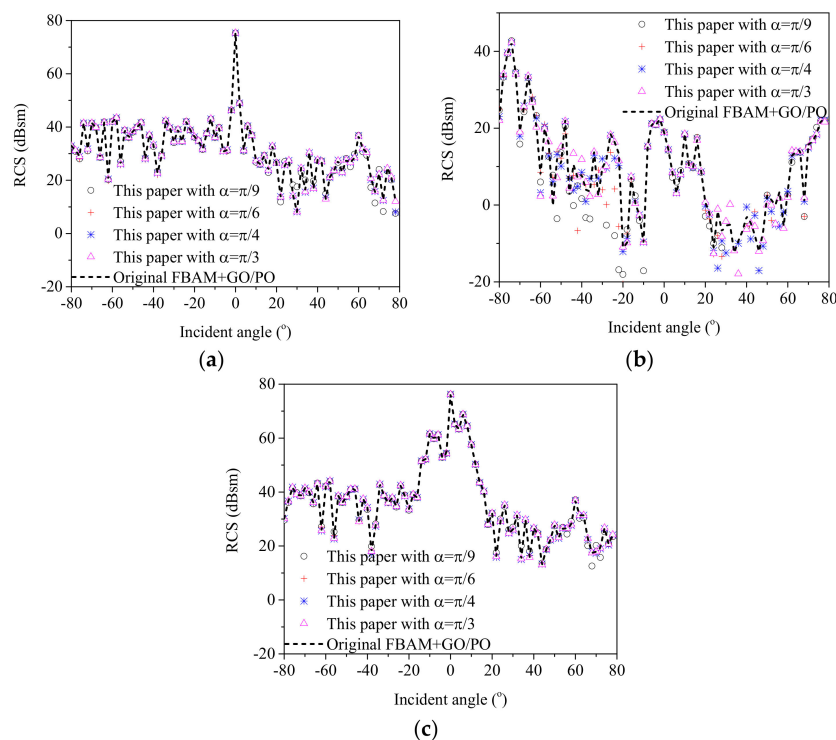 80
60
40
20
0
-20
RCS (dBsm)
This paper with α=π/9
This paper with α=π/6
This paper with α=π/4
This paper with α=π/3
Original FBAM+GO/PO
-80 -60 -40 -20 0 20 40 60 80
Incident angle (°)
(a)
40
20
0
-20
RCS (dBsm)
This paper with α=π/9
This paper with α=π/6
This paper with α=π/4
This paper with α=π/3
Original FBAM+GO/PO
-80 -60 -40 -20 0 20 40 60 80
Incident angle (°)
(b)
80
60
40
20
0
-20
RCS (dBsm)
This paper with α=π/9
This paper with α=π/6
This paper with α=π/4
This paper with α=π/3
Original FBAM+GO/PO
-80 -60 -40 -20 0 20 40 60 80
Incident angle (°)
(c)